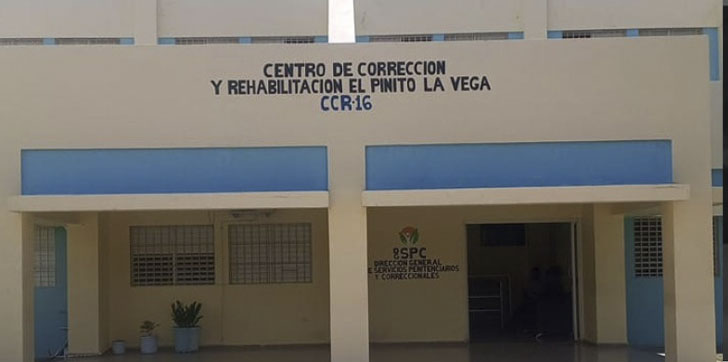 CENTRO DE CORRECCION
Y REHABILITACION EL PINITO LA VEGA
CCR-16
DGSPC
DIRECCION GENERAL
DE SERVICIOS PENITENCIARIOS
Y CORRECCIONALES